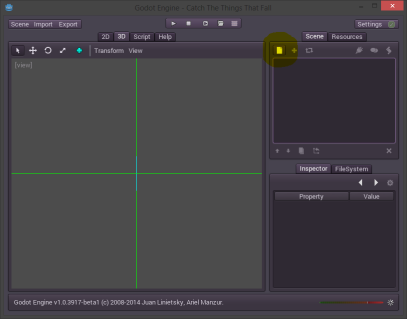 Godot Engine - Catch The Things That Fall
Scene Import Export
Settings
2D 3D Script Help
Scene Resources
Transform View
[view]
Inspector FileSystem
Property Value
Godot Engine v1.0.3917-beta1 (c) 2008-2014 Juan Linietsky, Ariel Manzur.